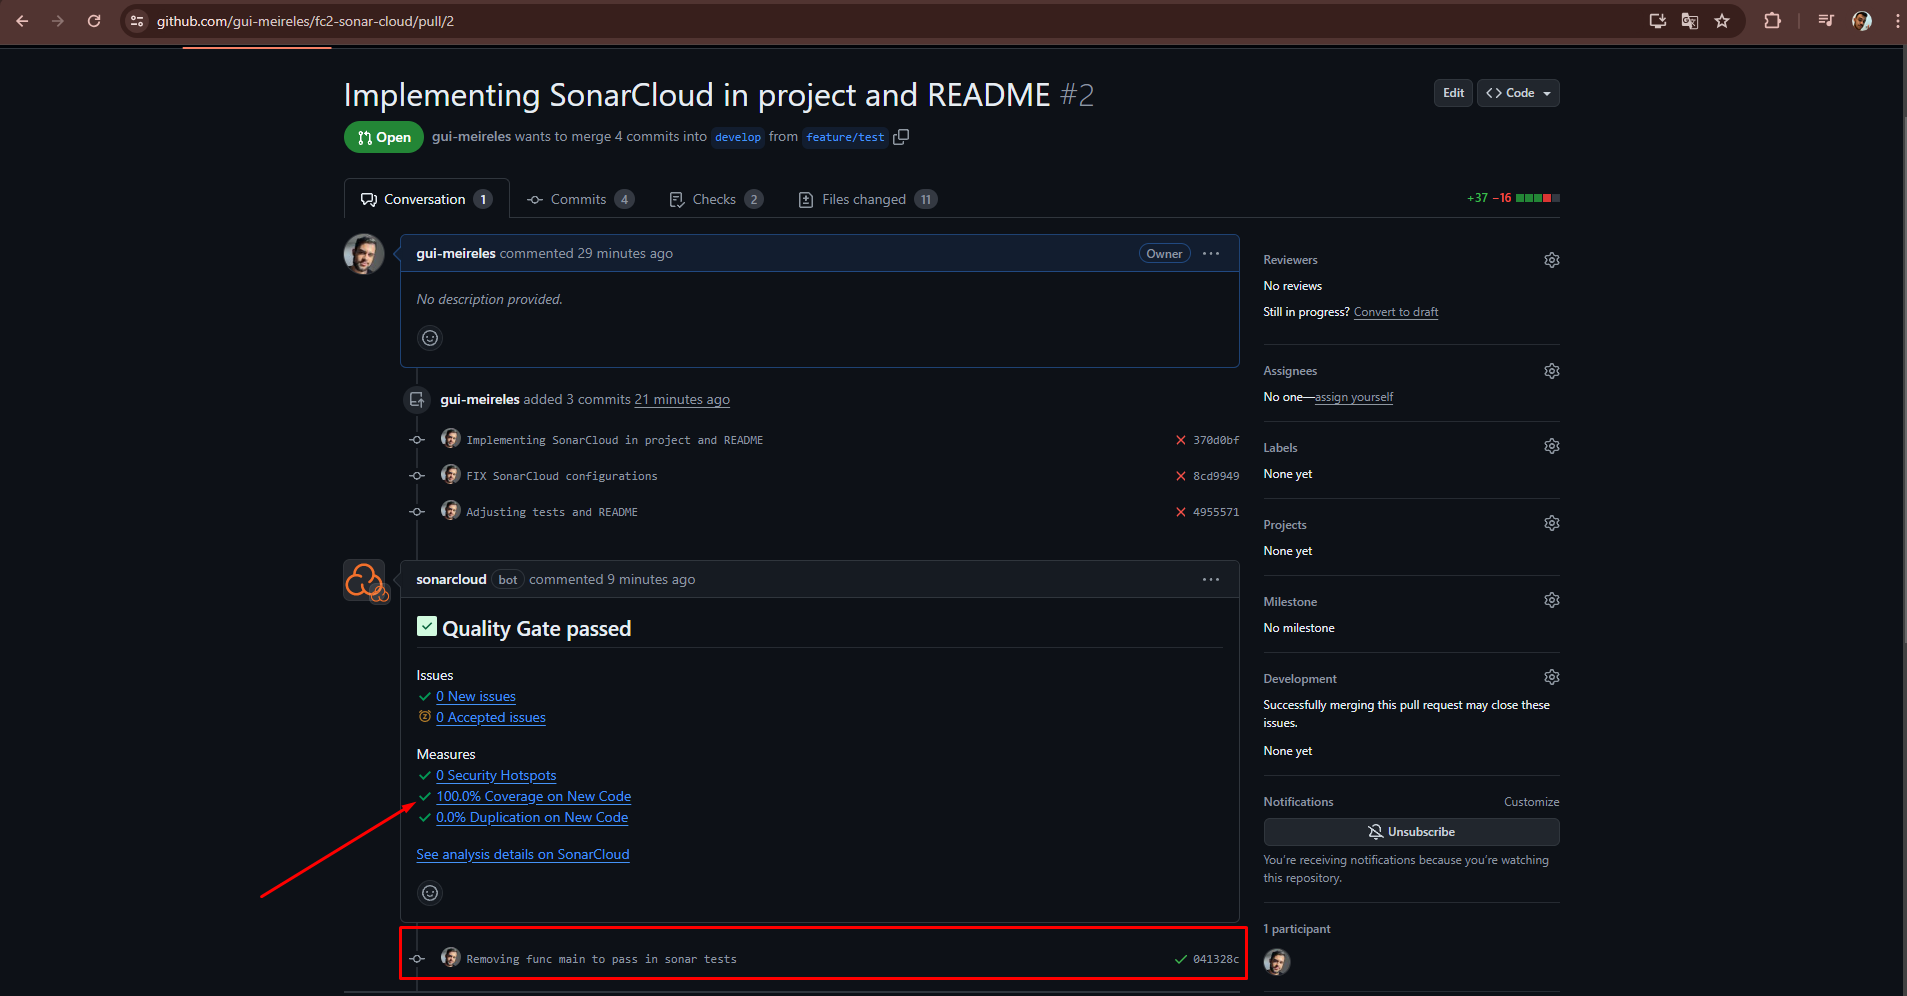 github.com/gui-meireles/fc2-sonar-cloud/pull/2
Implementing SonarCloud in project and README #2
Edit
<> Code
Open
gui-meireles wants to merge 4 commits into develop from feature/test
Conversation 1
Commits 4
Checks 2
Files changed 11
+37 −16
gui-meireles commented 29 minutes ago
Owner
No description provided.
gui-meireles added 3 commits 21 minutes ago
Implementing SonarCloud in project and README
370d0bf
FIX SonarCloud configurations
8cd9949
Adjusting tests and README
4955571
sonarcloud bot commented 9 minutes ago
Quality Gate passed
Issues
0 New issues
0 Accepted issues
Measures
0 Security Hotspots
100.0% Coverage on New Code
0.0% Duplication on New Code
See analysis details on SonarCloud
Removing func main to pass in sonar tests
041328c
Reviewers
No reviews
Still in progress? Convert to draft
Assignees
No one—assign yourself
Labels
None yet
Projects
None yet
Milestone
No milestone
Development
Successfully merging this pull request may close these
issues.
None yet
Notifications
Customize
Unsubscribe
You're receiving notifications because you're watching
this repository.
1 participant